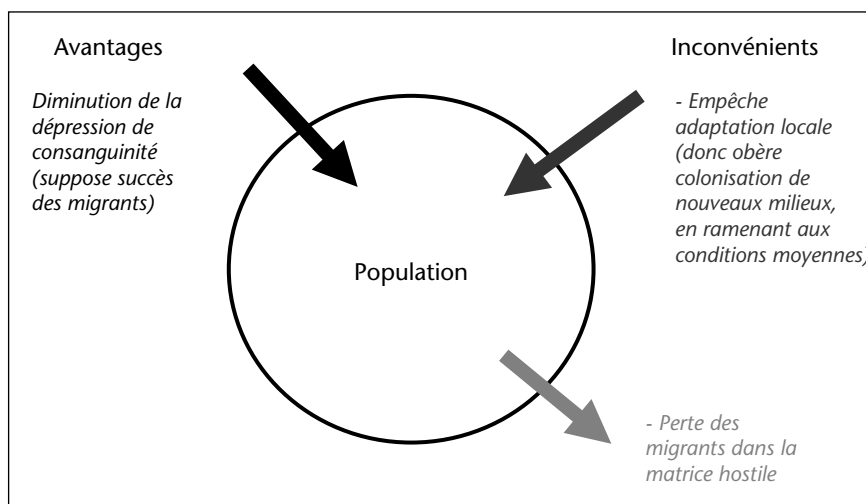 Avantages
Diminution de la
dépression de
consanguinité
(suppose succès
des migrants)
Inconvénients
- Empêche
adaptation locale
(donc obère
colonisation de
nouveaux milieux,
en ramenant aux
conditions moyennes)
Population
- Perte des
migrants dans la
matrice hostile